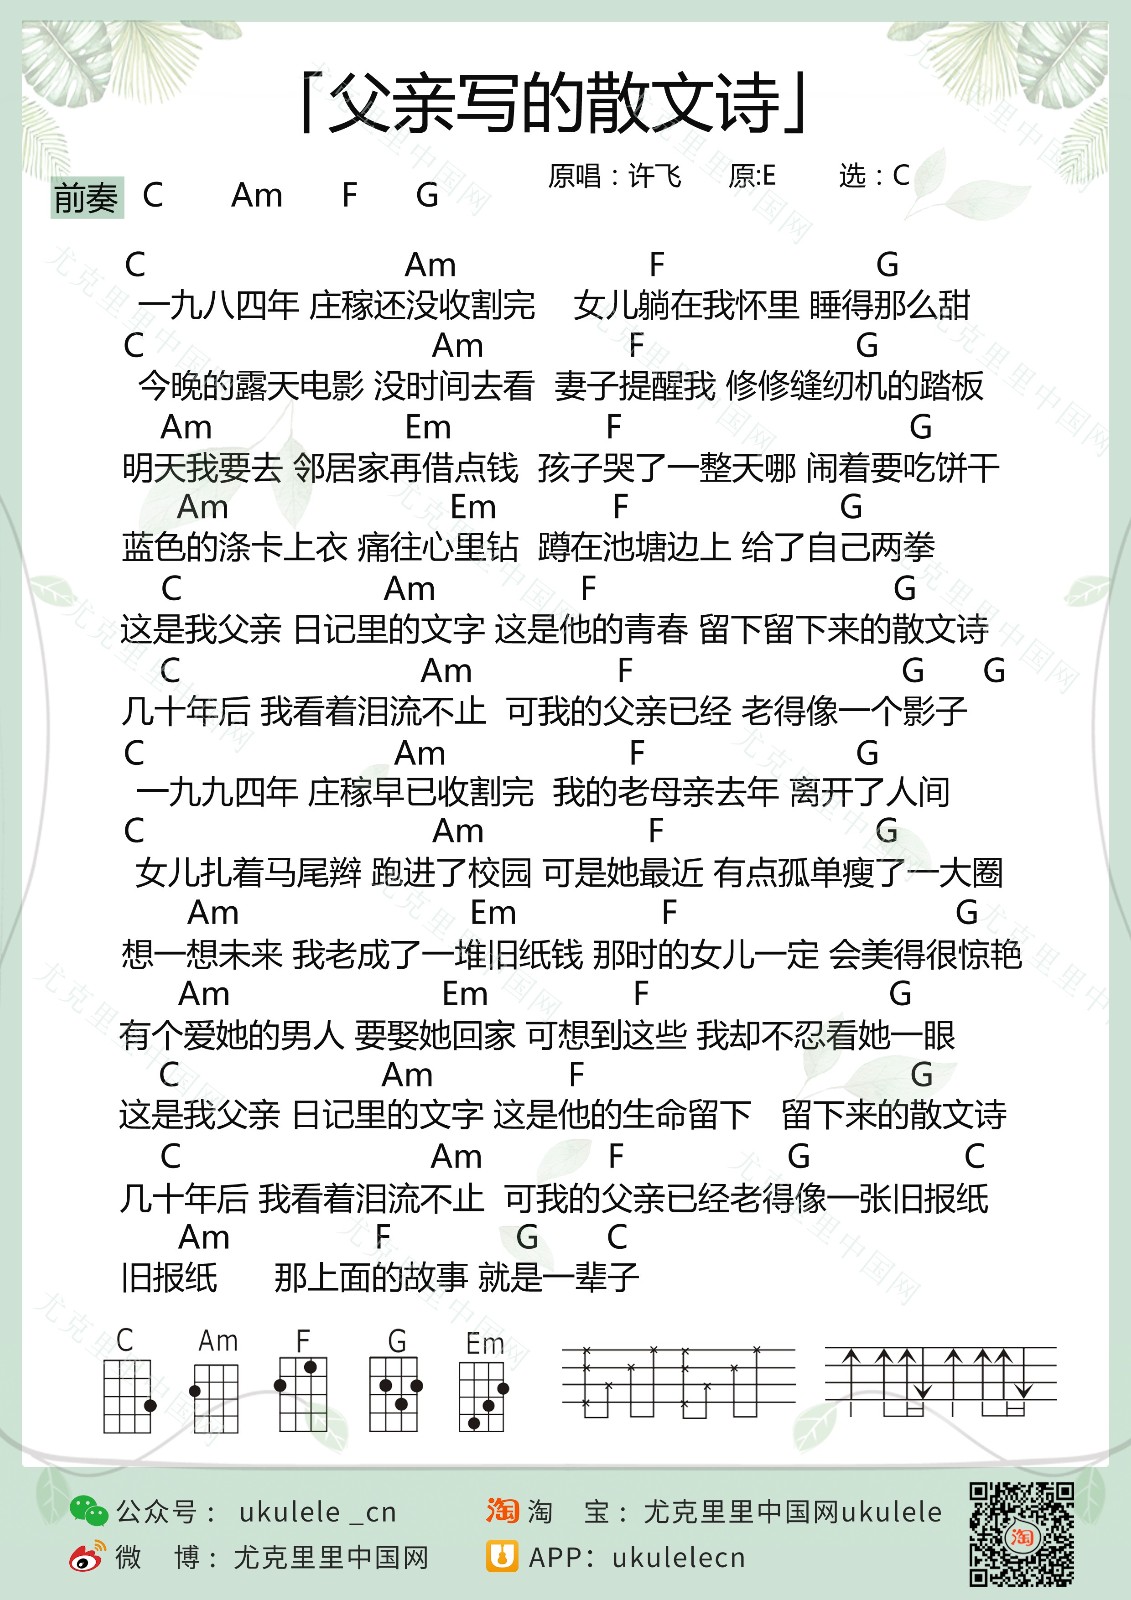 「父亲写的散文诗」
原唱：许飞 原:E 选：C
前奏 C Am F G
C Am F G
一九八四年 庄稼还没收割完 女儿躺在我怀里 睡得那么甜
C Am F G
今晚的露天电影 没时间去看 妻子提醒我 修修缝纫机的踏板
Am Em F G
明天我要去 邻居家再借点钱 孩子哭了一整天哪 闹着要吃饼干
Am Em F G
蓝色的涤卡上衣 痛往心里钻 蹲在池塘边上 给了自己两拳
C Am F G
这是我父亲 日记里的文字 这是他的青春 留下留下来的散文诗
C Am F G G
几十年后 我看着泪流不止 可我的父亲已经 老得像一个影子
C Am F G
一九九四年 庄稼早已收割完 我的老母亲去年 离开了人间
C Am F G
女儿扎着马尾辫 跑进了校园 可是她最近 有点孤单瘦了一大圈
Am Em F G
想一想未来 我老成了一堆旧纸钱 那时的女儿一定 会美得很惊艳
Am Em F G
有个爱她的男人 要娶她回家 可想到这些 我却不忍看她一眼
C Am F G
这是我父亲 日记里的文字 这是他的生命留下 留下来的散文诗
C Am F G C
几十年后 我看着泪流不止 可我的父亲已经老得像一张旧报纸
Am F G C
旧报纸 那上面的故事 就是一辈子
C Am F G Em
公众号： ukulele _cn
淘 淘 宝：尤克里里中国网ukulele
微 博：尤克里里中国网
APP：ukulelecn
淘